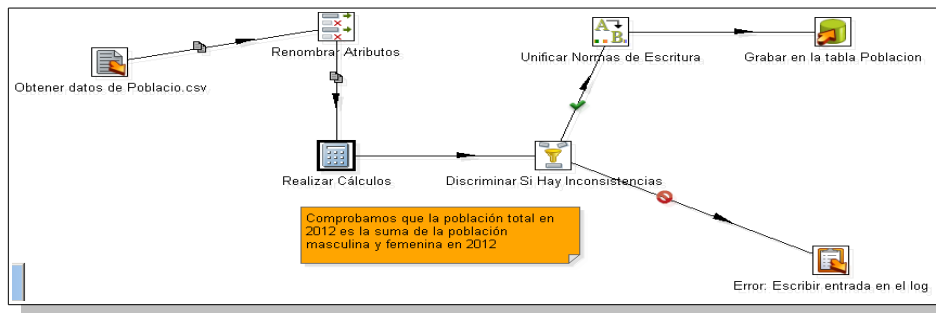 Obtener datos de Poblacio.csv
Renombrar Atributos
Unificar Normas de Escritura
Grabar en la tabla Poblacion
Realizar Cálculos
Discriminar Si Hay Inconsistencias
Comprobamos que la población total en
2012 es la suma de la población
masculina y femenina en 2012
Error: Escribir entrada en el log